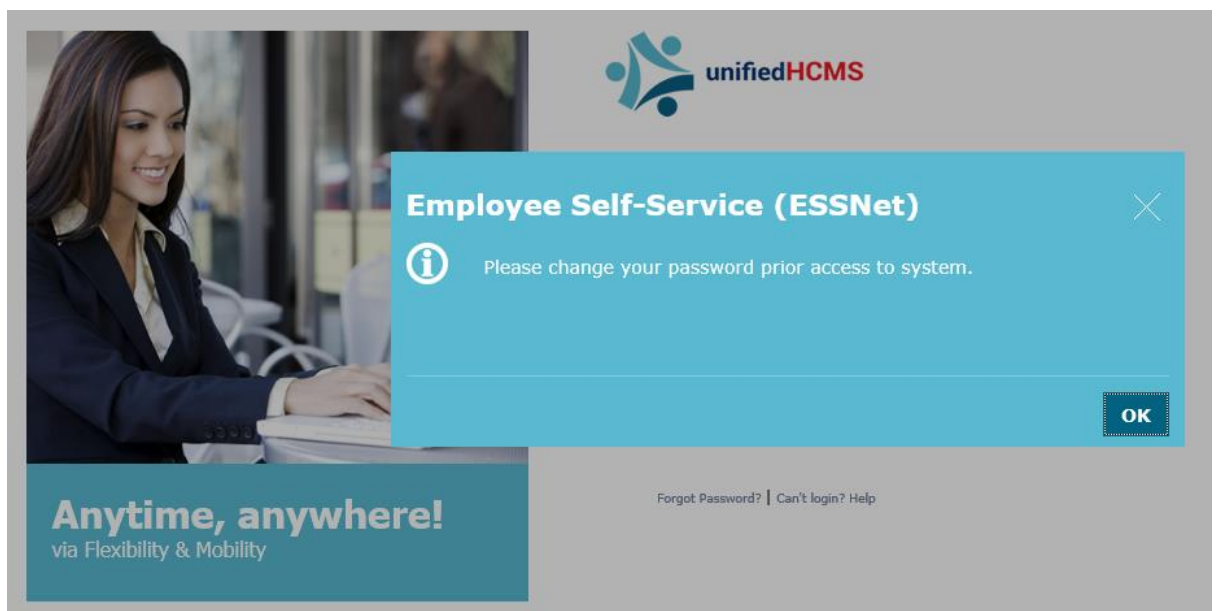 unifiedHCMS
Employee Self-Service (ESSNet)
Please change your password prior access to system.
OK
Forgot Password? | Can't login? Help
Anytime, anywhere!
via Flexibility & Mobility